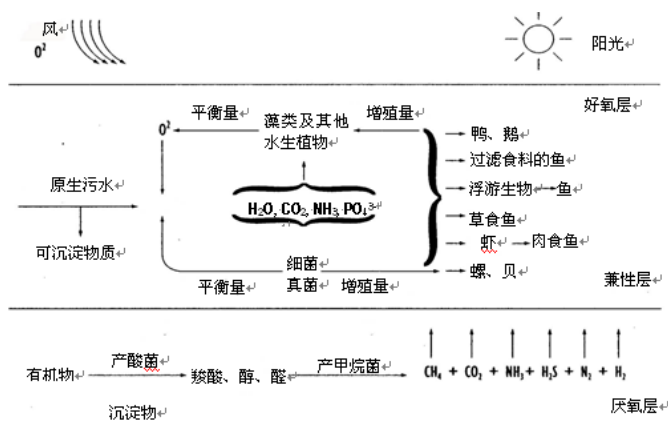 风
O²
阳光
好氧层
平衡量
增殖量
O²
藻类及其他
水生植物
鸭、鹅
过滤食料的鱼
原生污水
浮游生物 鱼
H₂O, CO₂, NH₃, PO₄³⁻
草食鱼
虾 肉食鱼
可沉淀物质
细菌
真菌
螺、贝
平衡量
增殖量
兼性层
有机物
产酸菌
羧酸、醇、醛
产甲烷菌
CH₄ + CO₂ + NH₃ + H₂S + N₂ + H₂
沉淀物
厌氧层